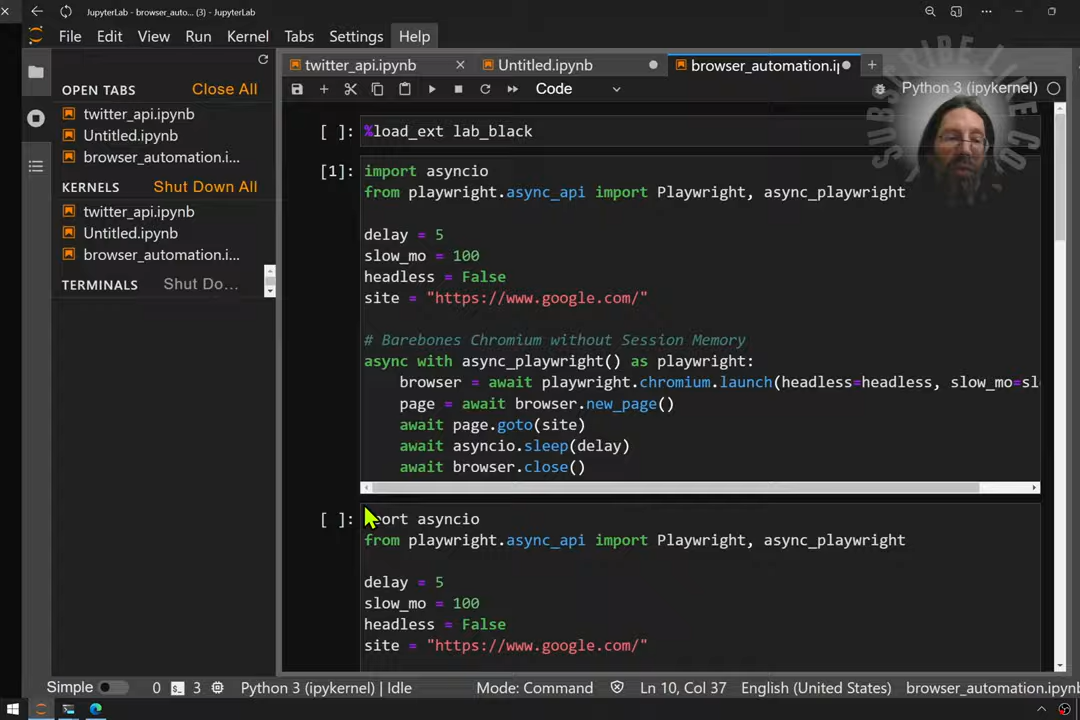 JupyterLab - browser_auto... (3) - JupyterLab
File Edit View Run Kernel Tabs Settings Help
OPEN TABS Close All
twitter_api.ipynb
Untitled.ipynb
browser_automation.i...
KERNELS Shut Down All
twitter_api.ipynb
Untitled.ipynb
browser_automation.i...
TERMINALS Shut Do...
twitter_api.ipynb Untitled.ipynb browser_automation.ip
Code Python 3 (ipykernel)
SUBSCRIBE LIKE CO
[ ]: %load_ext lab_black
[1]: import asyncio
from playwright.async_api import Playwright, async_playwright
delay = 5
slow_mo = 100
headless = False
site = "https://www.google.com/"
# Barebones Chromium without Session Memory
async with async_playwright() as playwright:
browser = await playwright.chromium.launch(headless=headless, slow_mo=sl
page = await browser.new_page()
await page.goto(site)
await asyncio.sleep(delay)
await browser.close()
[ ]: ort asyncio
from playwright.async_api import Playwright, async_playwright
delay = 5
slow_mo = 100
headless = False
site = "https://www.google.com/"
Simple 0 3 Python 3 (ipykernel) | Idle Mode: Command Ln 10, Col 37 English (United States) browser_automation.ipynb